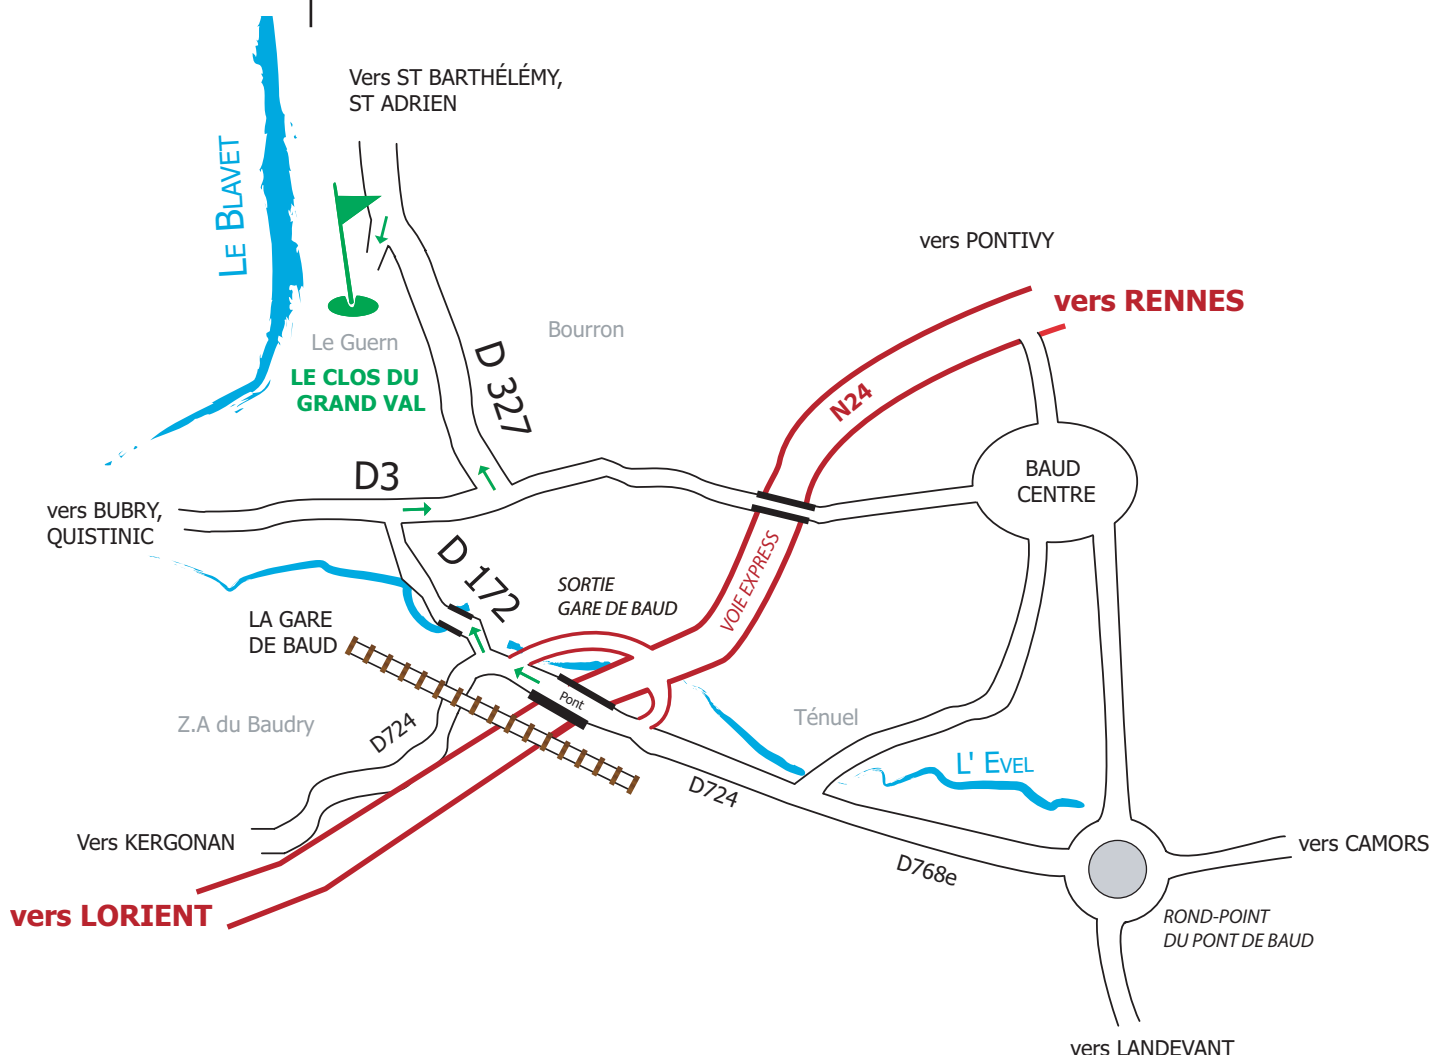 Vers ST BARTHÉLÉMY,
ST ADRIEN
LE BLAVET
vers PONTIVY
vers RENNES
Bourron
Le Guern
LE CLOS DU
GRAND VAL
D 327
N24
D3
BAUD
CENTRE
vers BUBRY,
QUISTINIC
D 172
VOIE EXPRESS
SORTIE
GARE DE BAUD
LA GARE
DE BAUD
Pont
Z.A du Baudry
D724
Ténuel
L' EVEL
D724
Vers KERGONAN
vers CAMORS
D768e
vers LORIENT
ROND-POINT
DU PONT DE BAUD
vers LANDEVANT